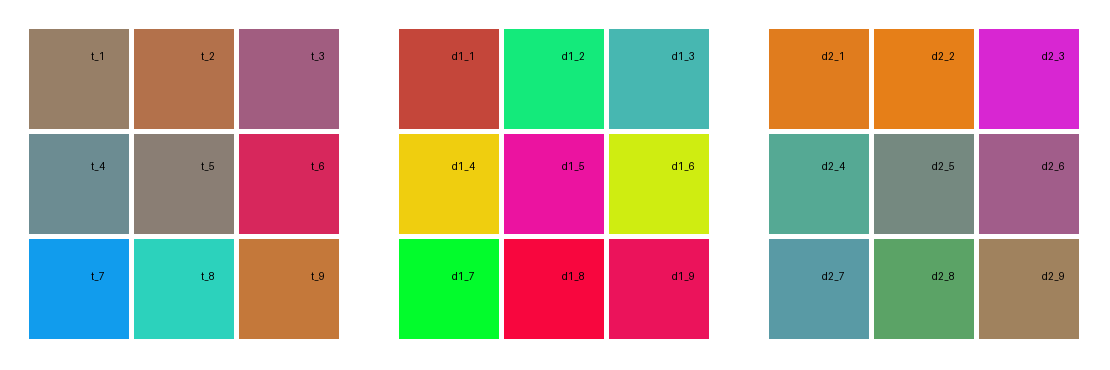 t_1 t_2 t_3 d1_1 d1_2 d1_3 d2_1 d2_2 d2_3
t_4 t_5 t_6 d1_4 d1_5 d1_6 d2_4 d2_5 d2_6
t_7 t_8 t_9 d1_7 d1_8 d1_9 d2_7 d2_8 d2_9